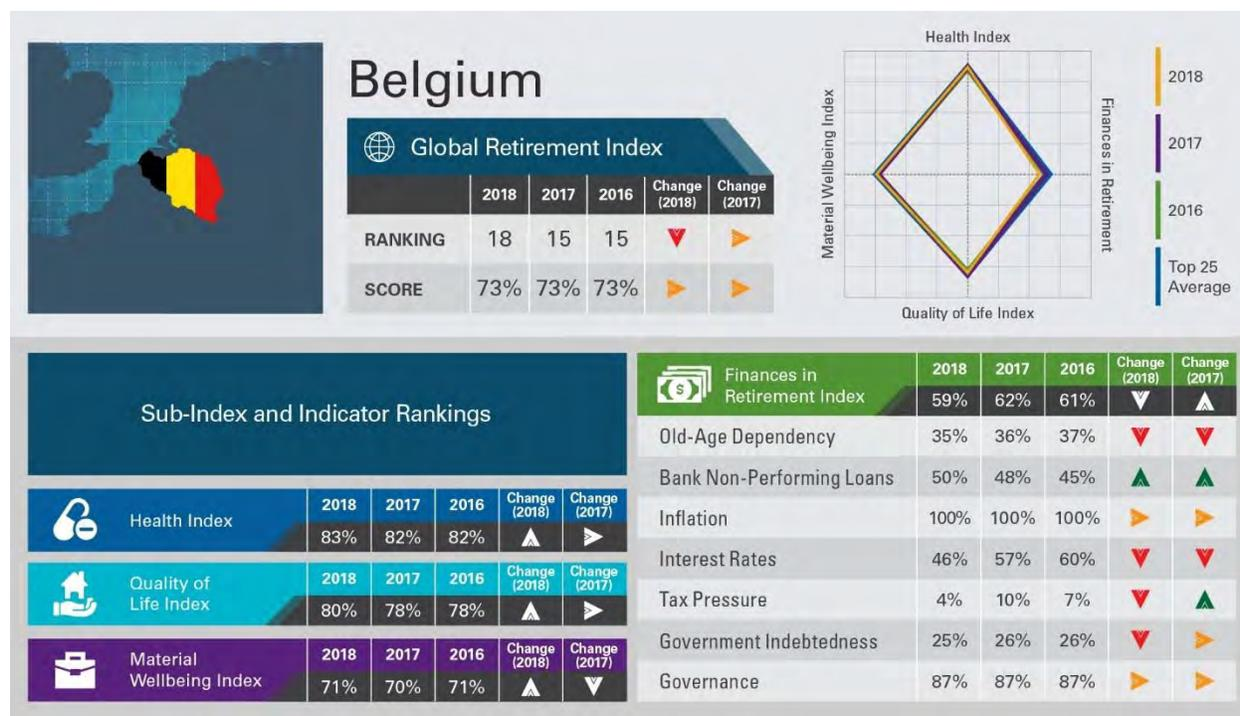 Belgium
Global Retirement Index
2018 2017 2016 Change (2018) Change (2017)
RANKING 18 15 15
SCORE 73% 73% 73%
Health Index
Material Wellbeing Index
Finances in Retirement
Quality of Life Index
2018
2017
2016
Top 25
Average
Sub-Index and Indicator Rankings
Health Index
2018 2017 2016 Change (2018) Change (2017)
83% 82% 82%
Quality of
Life Index
2018 2017 2016 Change (2018) Change (2017)
80% 78% 78%
Material
Wellbeing Index
2018 2017 2016 Change (2018) Change (2017)
71% 70% 71%
Finances in
Retirement Index
2018 2017 2016 Change (2018) Change (2017)
59% 62% 61%
Old-Age Dependency 35% 36% 37%
Bank Non-Performing Loans 50% 48% 45%
Inflation 100% 100% 100%
Interest Rates 46% 57% 60%
Tax Pressure 4% 10% 7%
Government Indebtedness 25% 26% 26%
Governance 87% 87% 87%